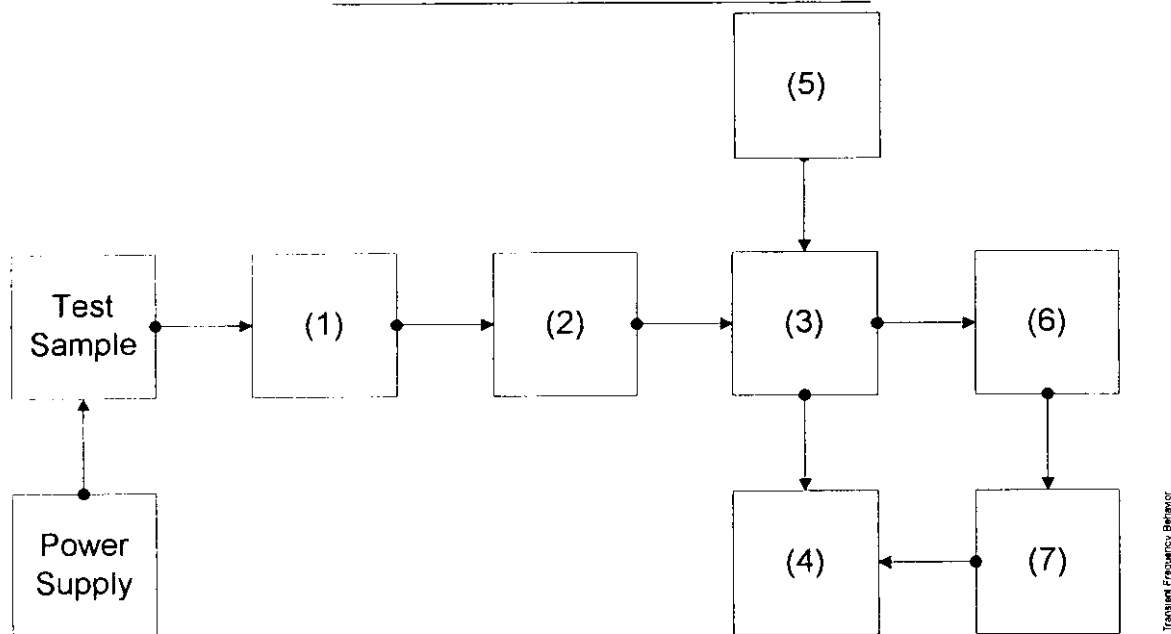 (5)
Test
Sample
(1)
(2)
(3)
(6)
Power
Supply
(4)
(7)
Transient Frequency Behavior